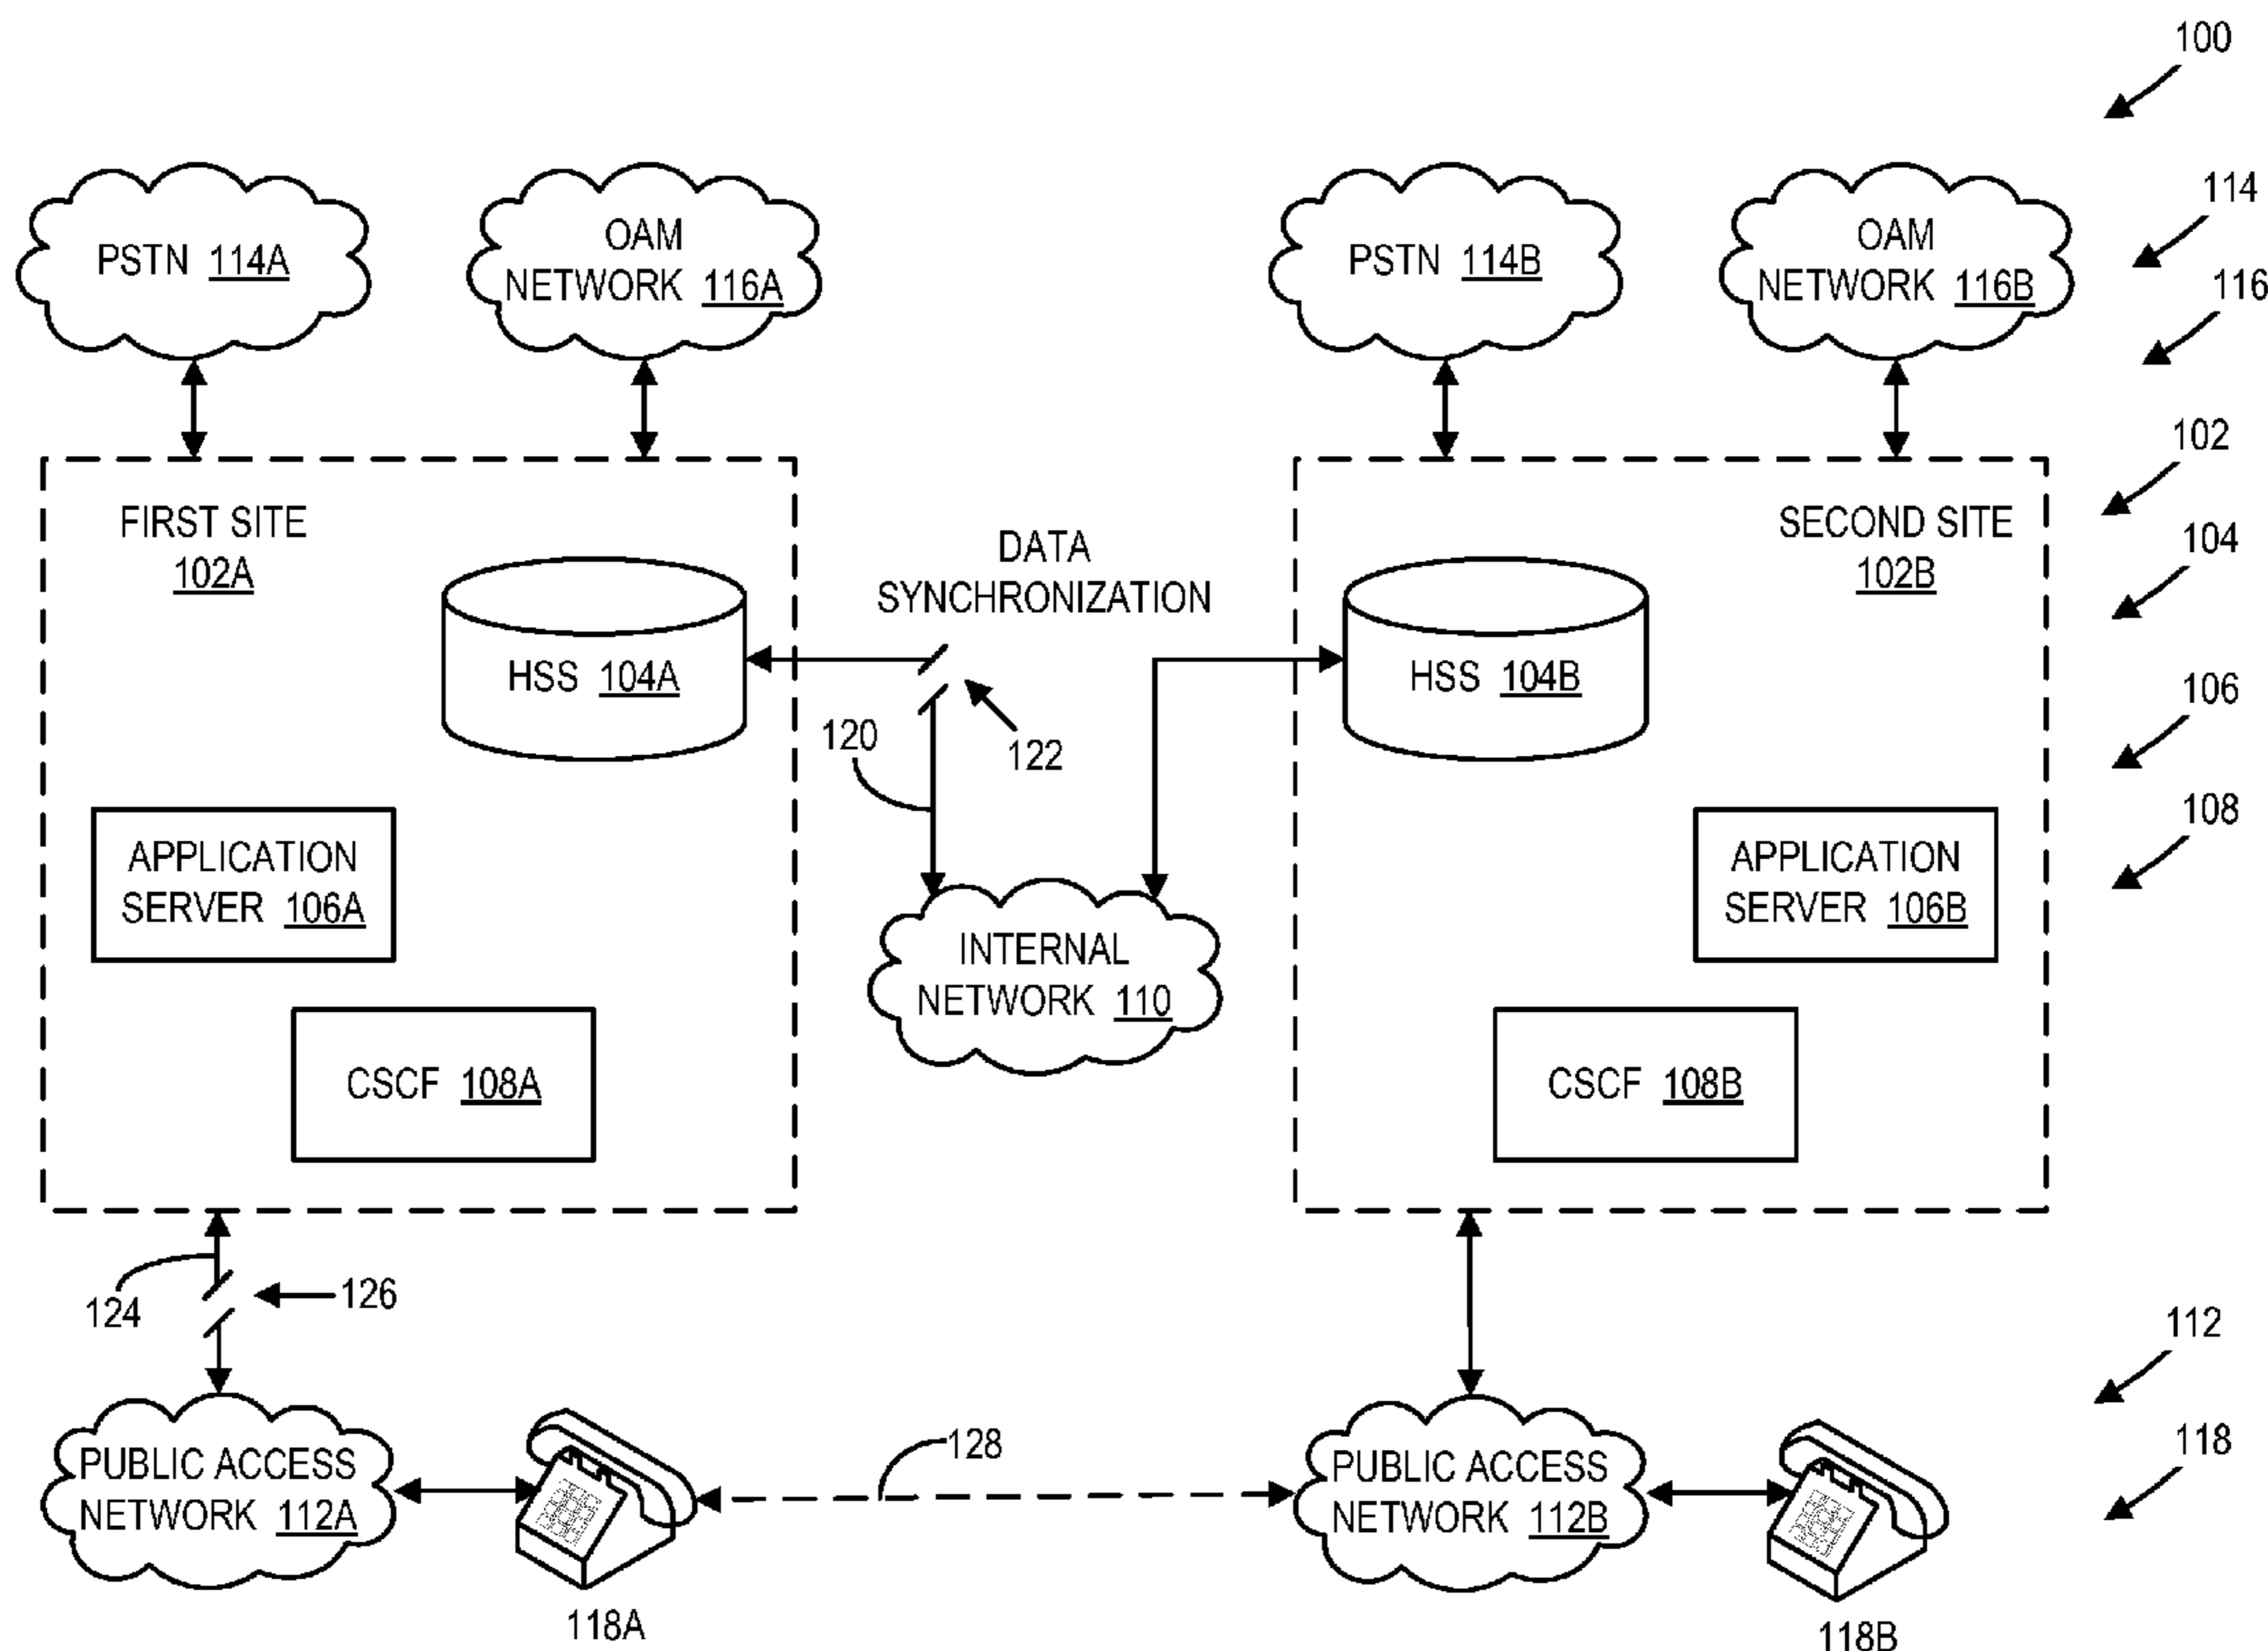 100
114
116
PSTN 114A
OAM
NETWORK 116A
PSTN 114B
OAM
NETWORK 116B
102
104
106
108
FIRST SITE
102A
HSS 104A
DATA
SYNCHRONIZATION
120
122
SECOND SITE
102B
HSS 104B
APPLICATION
SERVER 106A
CSCF 108A
INTERNAL
NETWORK 110
APPLICATION
SERVER 106B
CSCF 108B
124
126
112
118
PUBLIC ACCESS
NETWORK 112A
118A
128
PUBLIC ACCESS
NETWORK 112B
118B